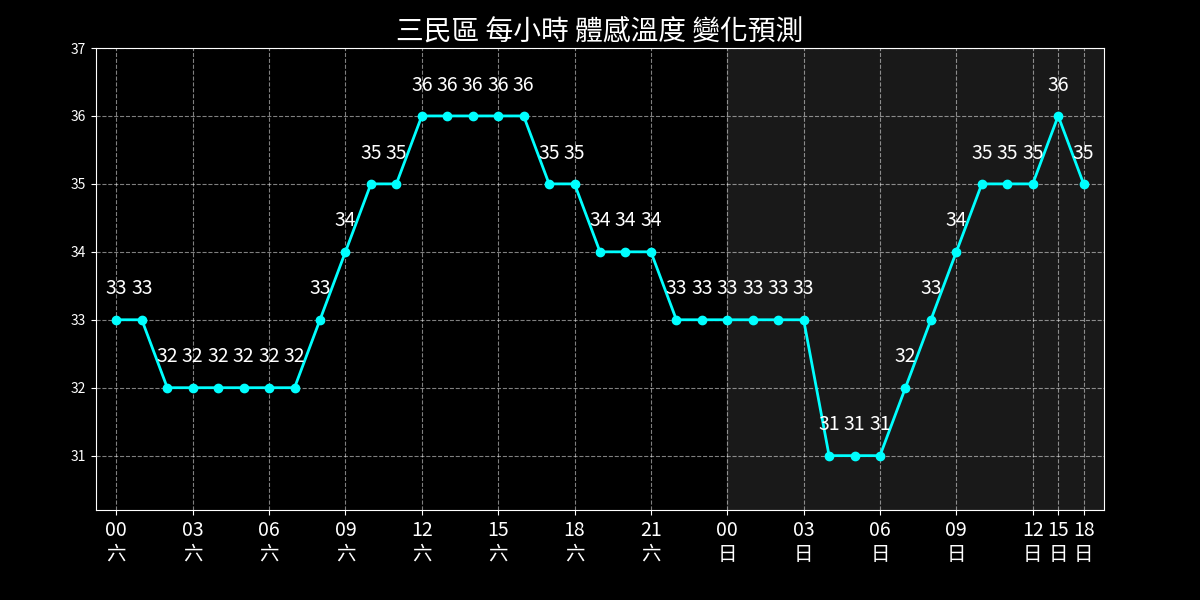 三民區 每小時 體感溫度 變化預測
37
36
35
34
33
32
31
36 36 36 36 36 36
35 35 35 35 35 35 35 35
34 34 34 34 34
33 33 33 33 33 33 33 33 33 33
32 32 32 32 32 32 32
31 31 31
00 03 06 09 12 15 18 21 00 03 06 09 12 15 18
六 六 六 六 六 六 六 六 日 日 日 日 日 日 日